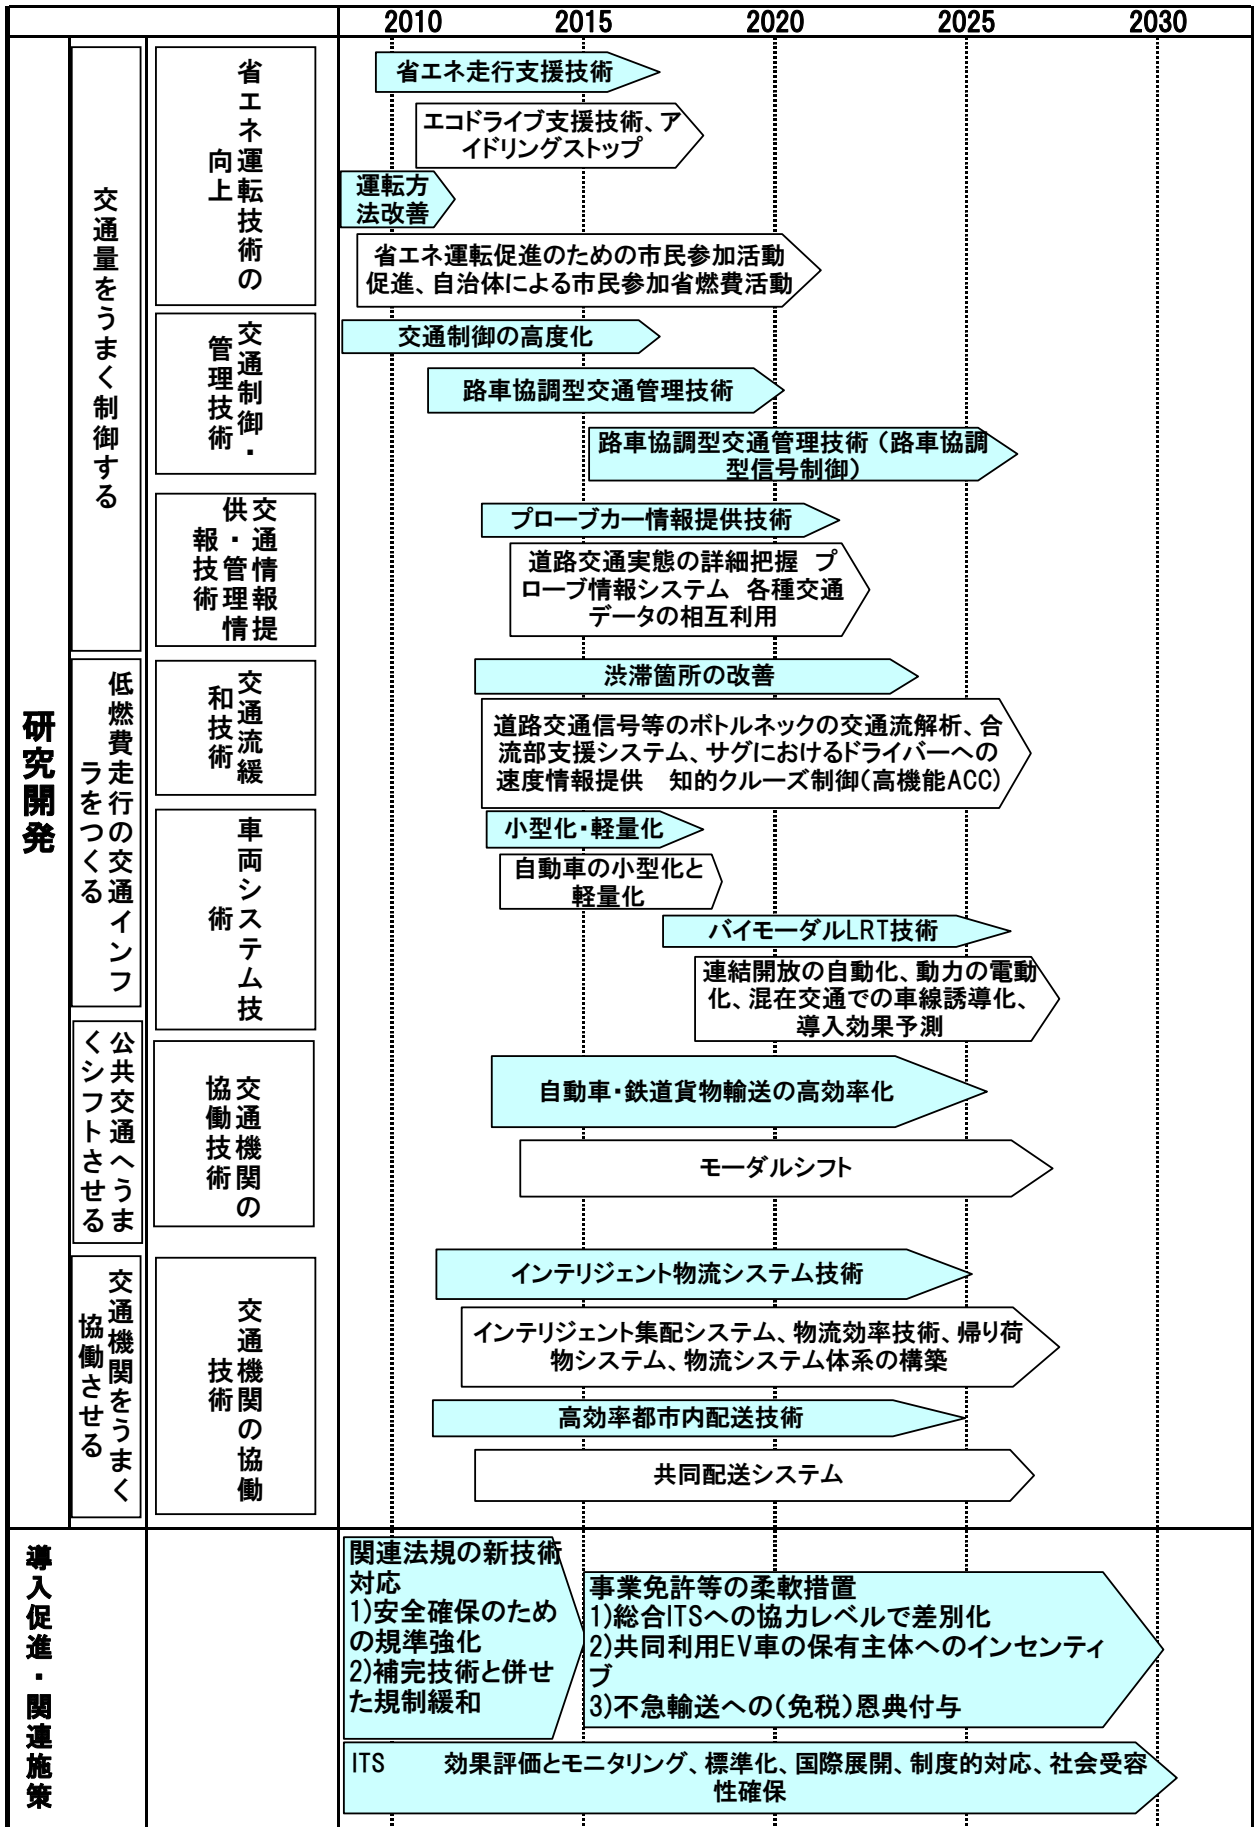 2010 2015 2020 2025 2030
研究開発
交通量をうまく制御する
省エネ運転技術の
向上
省エネ走行支援技術
エコドライブ支援技術、ア
イドリングストップ
運転方
法改善
省エネ運転促進のための市民参加活動
促進、自治体による市民参加省燃費活動
交通制御・
管理技術
交通制御の高度化
路車協調型交通管理技術
路車協調型交通管理技術（路車協調
型信号制御）
交通情報提
供・管理情
報技術
プローブカー情報提供技術
道路交通実態の詳細把握　プ
ローブ情報システム　各種交通
データの相互利用
低燃費走行の交通インフ
ラをつくる
交通流緩
和技術
渋滞箇所の改善
道路交通信号等のボトルネックの交通流解析、合
流部支援システム、サグにおけるドライバーへの
速度情報提供　知的クルーズ制御(高機能ACC)
車両システム技
術
小型化・軽量化
自動車の小型化と
軽量化
バイモーダルLRT技術
連結開放の自動化、動力の電動
化、混在交通での車線誘導化、
導入効果予測
公共交通へうま
くシフトさせる
交通機関の
協働技術
自動車・鉄道貨物輸送の高効率化
モーダルシフト
交通機関をうまく
協働させる
交通機関の協働
技術
インテリジェント物流システム技術
インテリジェント集配システム、物流効率技術、帰り荷
物システム、物流システム体系の構築
高効率都市内配送技術
共同配送システム
導入促進・関連施策
関連法規の新技術
対応
1)安全確保のため
の規準強化
2)補完技術と併せ
た規制緩和
事業免許等の柔軟措置
1)総合ITSへの協力レベルで差別化
2)共同利用EV車の保有主体へのインセンティ
ブ
3)不急輸送への(免税)恩典付与
ITS　　効果評価とモニタリング、標準化、国際展開、制度的対応、社会受容
性確保